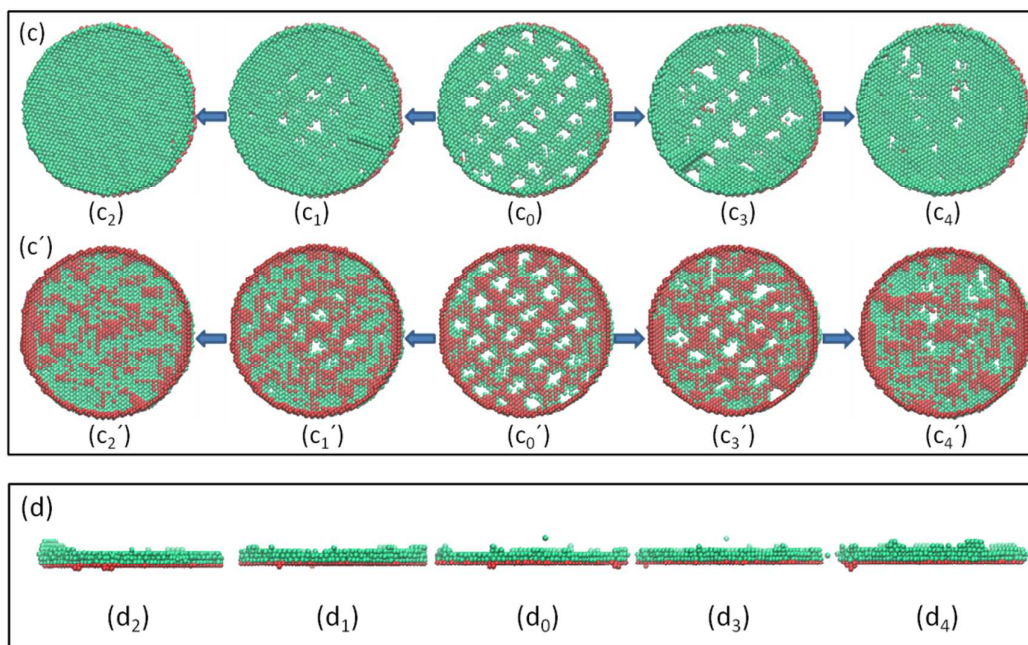 (c)
(c₂) (c₁) (c₀) (c₃) (c₄)
(c´)
(c₂´) (c₁´) (c₀´) (c₃´) (c₄´)
(d)
(d₂) (d₁) (d₀) (d₃) (d₄)